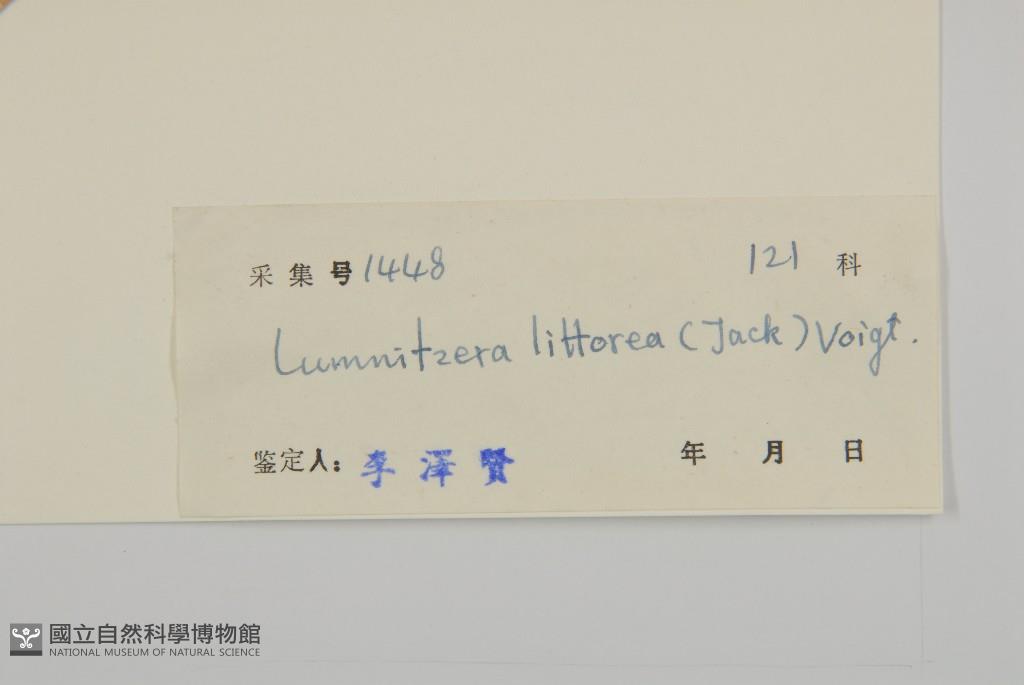 采集号 1448 121 科
Lumnitzera littorea (Jack) Voigt.
鉴定人: 李澤賢 年 月 日
國立自然科學博物館
NATIONAL MUSEUM OF NATURAL SCIENCE